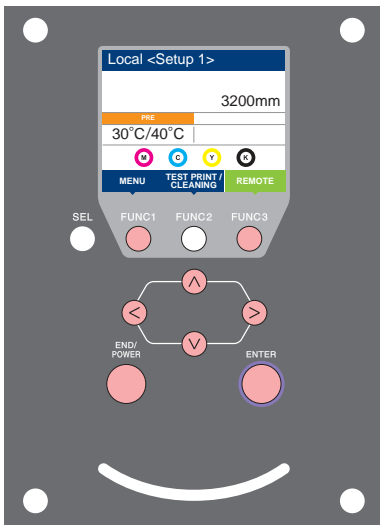 Local <Setup 1>
3200mm
PRE
30˚C/40˚C
M C Y K
MENU
TEST PRINT /
CLEANING
REMOTE
SEL FUNC1 FUNC2 FUNC3
END/
POWER
ENTER